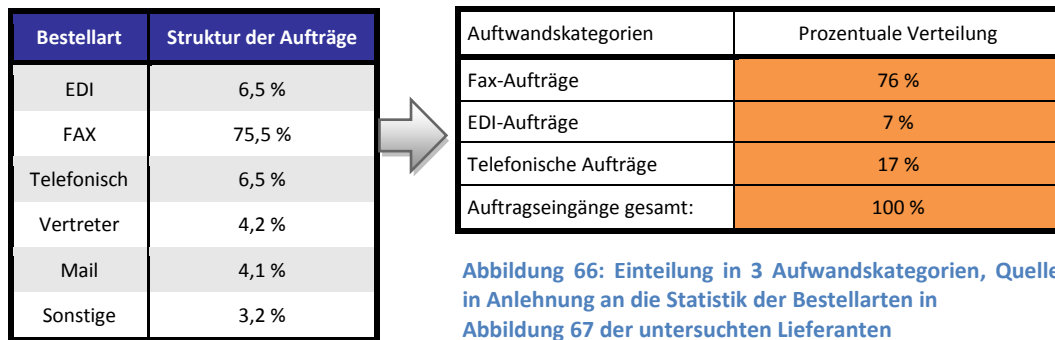 Bestellart Struktur der Aufträge
EDI 6,5 %
FAX 75,5 %
Telefonisch 6,5 %
Vertreter 4,2 %
Mail 4,1 %
Sonstige 3,2 %
Auftwandskategorien Prozentuale Verteilung
Fax-Aufträge 76 %
EDI-Aufträge 7 %
Telefonische Aufträge 17 %
Auftragseingänge gesamt: 100 %
Abbildung 66: Einteilung in 3 Aufwandskategorien, Quelle
in Anlehnung an die Statistik der Bestellarten in
Abbildung 67 der untersuchten Lieferanten